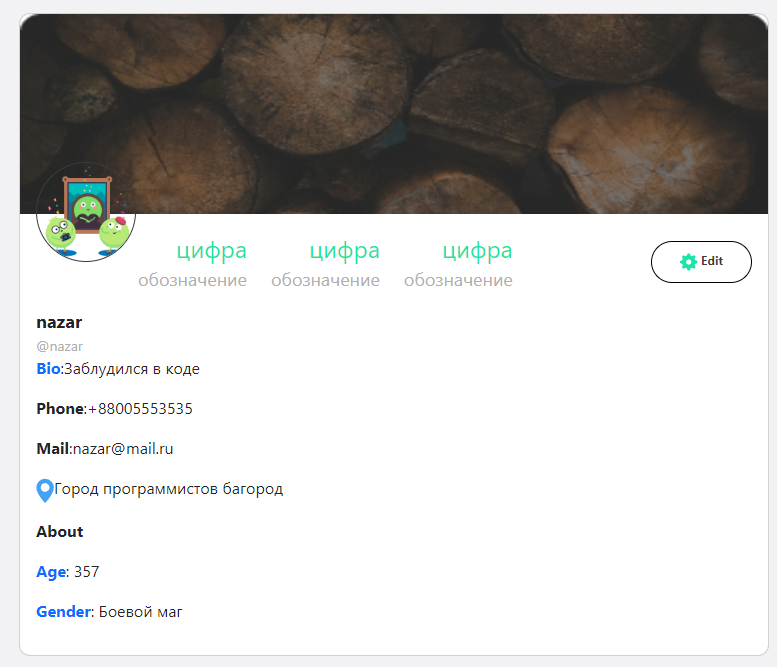 цифра цифра цифра
обозначение обозначение обозначение
Edit
nazar
@nazar
Bio:Заблудился в коде
Phone:+88005553535
Mail:nazar@mail.ru
Город программистов багород
About
Age: 357
Gender: Боевой маг